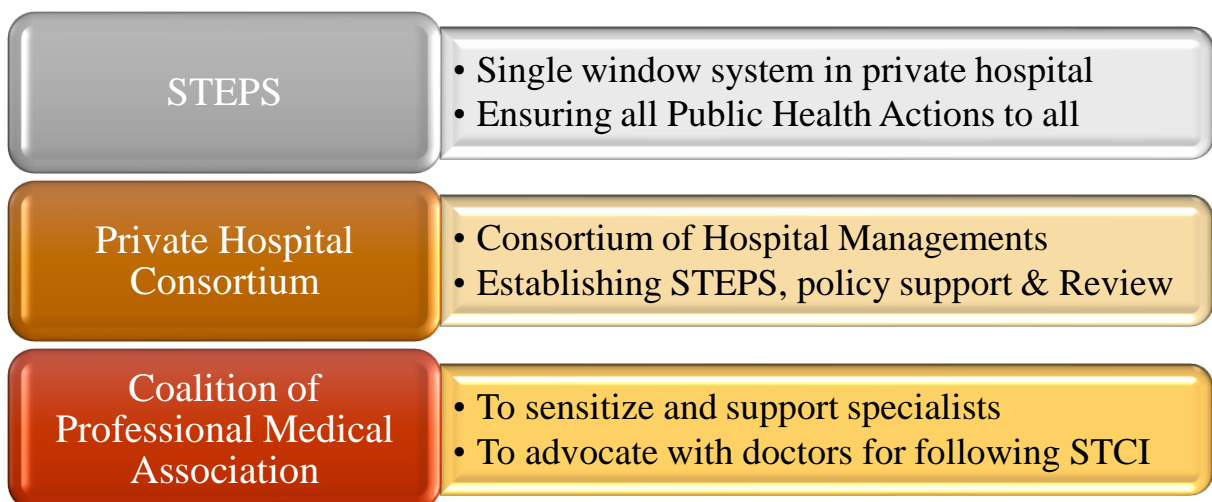 STEPS
• Single window system in private hospital
• Ensuring all Public Health Actions to all
Private Hospital
Consortium
• Consortium of Hospital Managements
• Establishing STEPS, policy support & Review
Coalition of
Professional Medical
Association
• To sensitize and support specialists
• To advocate with doctors for following STCI